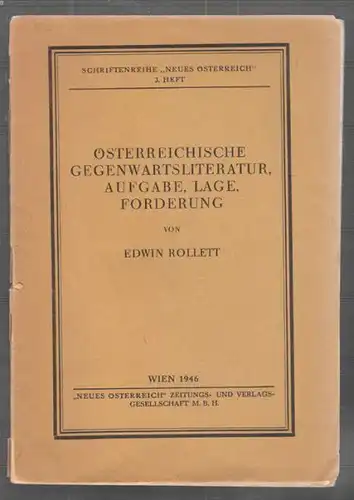 SCHRIFTENREIHE „NEUES ÖSTERREICH"
3. HEFT
ÖSTERREICHISCHE
GEGENWARTSLITERATUR,
AUFGABE, LAGE,
FORDERUNG
VON
EDWIN ROLLETT
WIEN 1946
„NEUES ÖSTERREICH" ZEITUNGS- UND VERLAGS-
GESELLSCHAFT M. B. H.